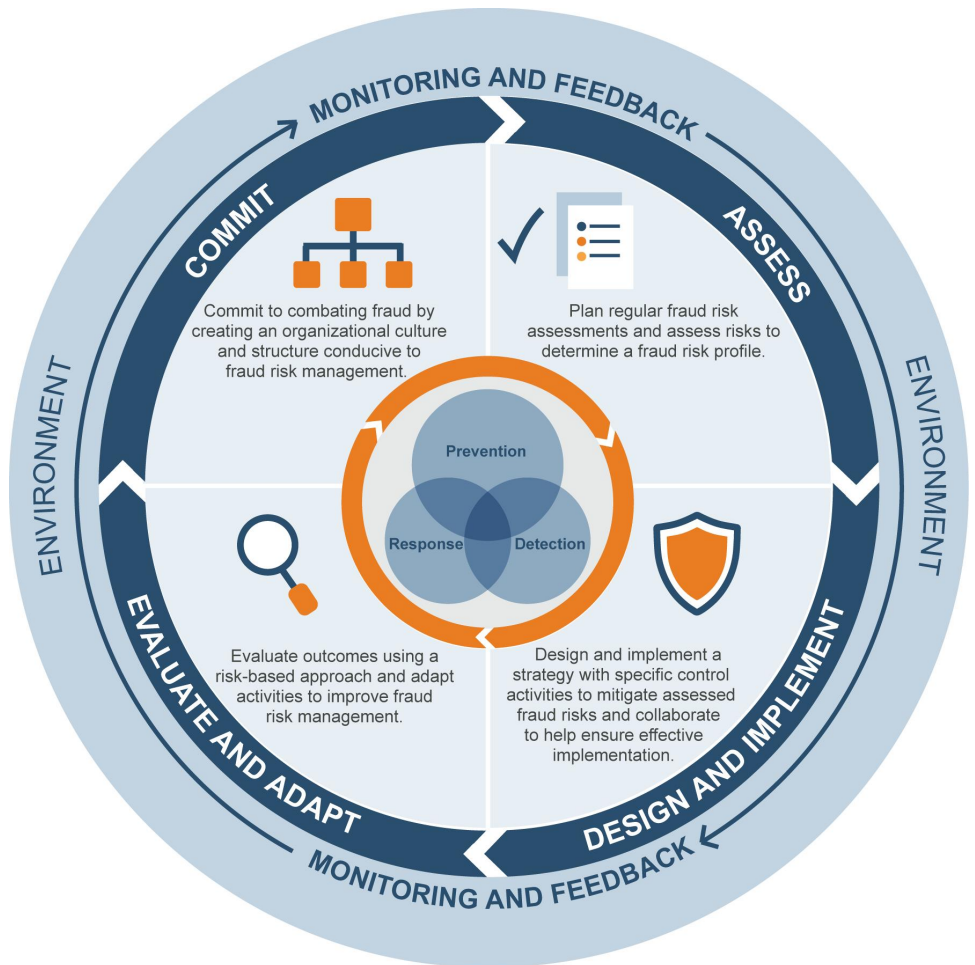 MONITORING AND FEEDBACK
ENVIRONMENT
ENVIRONMENT
COMMIT
ASSESS
Commit to combating fraud by
creating an organizational culture
and structure conducive to
fraud risk management.
Plan regular fraud risk
assessments and assess risks to
determine a fraud risk profile.
Prevention
Response
Detection
Evaluate outcomes using a
risk-based approach and adapt
activities to improve fraud
risk management.
Design and implement a
strategy with specific control
activities to mitigate assessed
fraud risks and collaborate
to help ensure effective
implementation.
EVALUATE AND ADAPT
DESIGN AND IMPLEMENT
MONITORING AND FEEDBACK